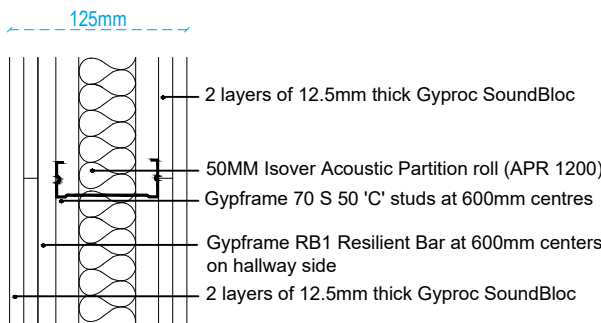 125mm
2 layers of 12.5mm thick Gyproc SoundBloc
50MM Isover Acoustic Partition roll (APR 1200)
Gypframe 70 S 50 'C' studs at 600mm centres
Gypframe RB1 Resilient Bar at 600mm centers
on hallway side
2 layers of 12.5mm thick Gyproc SoundBloc